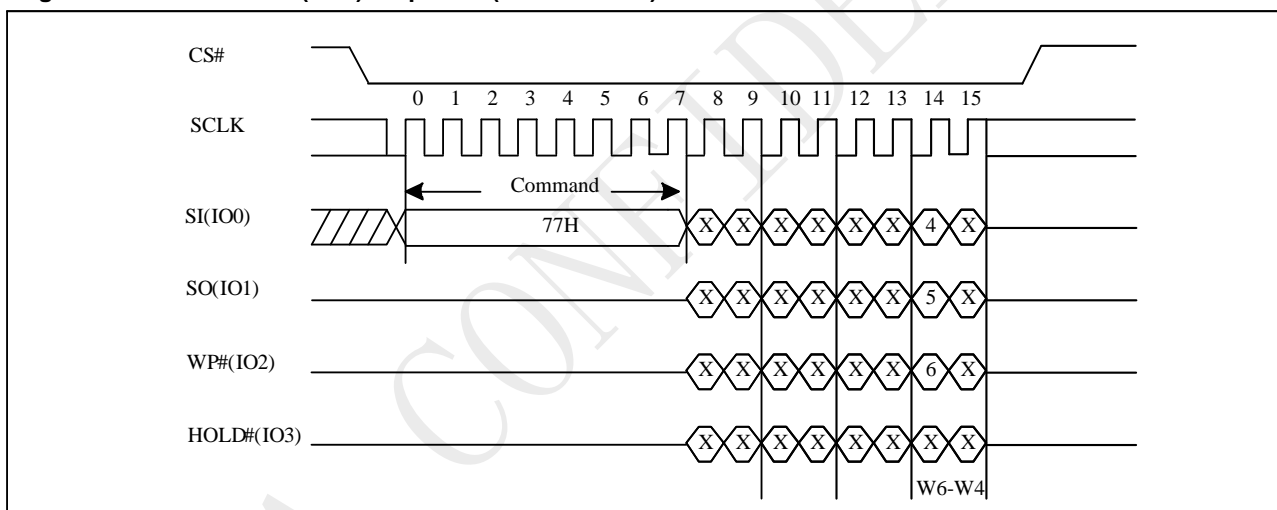 CS#
0 1 2 3 4 5 6 7 8 9 10 11 12 13 14 15
SCLK
Command
SI(IO0) 77H X X X X X X 4 X
SO(IO1) X X X X X X 5 X
WP#(IO2) X X X X X X 6 X
HOLD#(IO3) X X X X X X X X
W6-W4